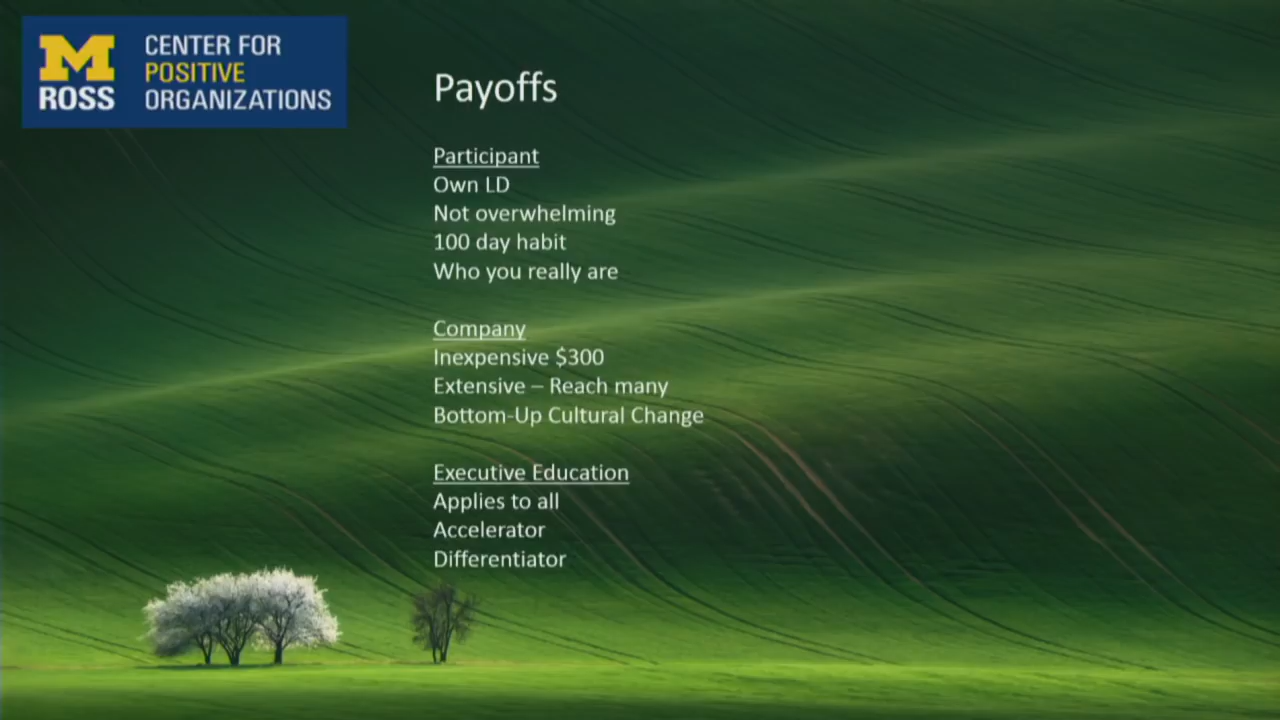 M
ROSS
CENTER FOR
POSITIVE
ORGANIZATIONS
Payoffs
Participant
Own LD
Not overwhelming
100 day habit
Who you really are
Company
Inexpensive $300
Extensive – Reach many
Bottom-Up Cultural Change
Executive Education
Applies to all
Accelerator
Differentiator